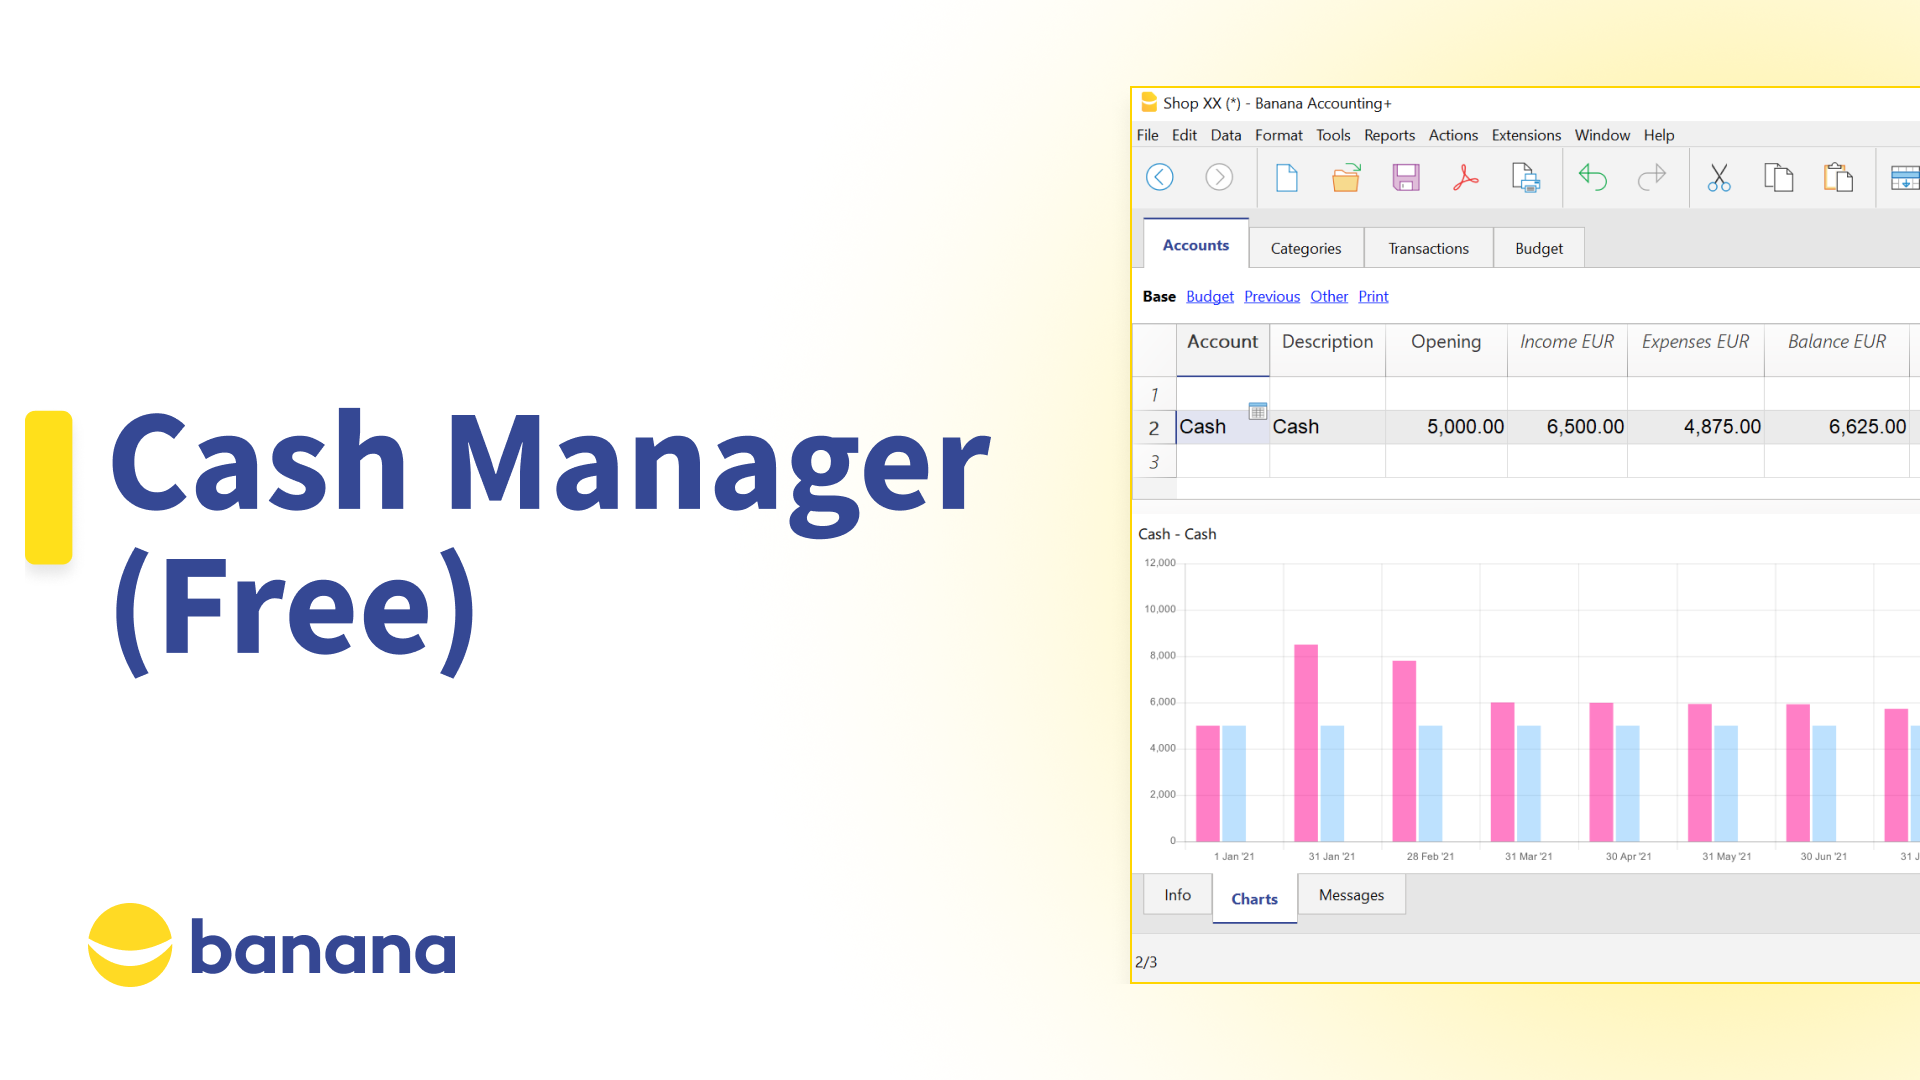 Cash Manager
(Free)
banana
Shop XX (*) - Banana Accounting+
File Edit Data Format Tools Reports Actions Extensions Window Help
Accounts Categories Transactions Budget
Base Budget Previous Other Print
Account Description Opening Income EUR Expenses EUR Balance EUR
1
2 Cash Cash 5,000.00 6,500.00 4,875.00 6,625.00
3
Cash - Cash
12,000
10,000
8,000
6,000
4,000
2,000
0
1 Jan '21 31 Jan '21 28 Feb '21 31 Mar '21 30 Apr '21 31 May '21 30 Jun '21 31 J
Info Charts Messages
2/3